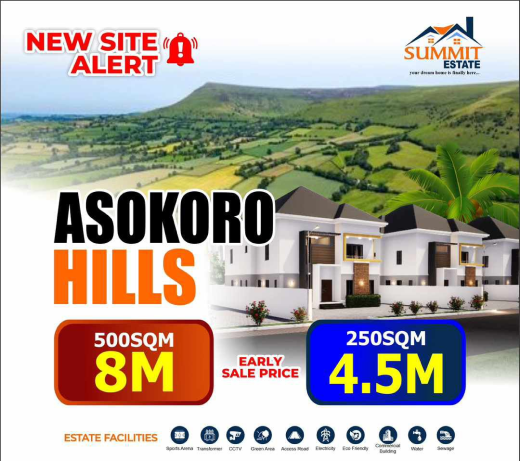 NEW SITE
ALERT
SUMMIT
ESTATE
your dream home is finally here...
ASOKORO
HILLS
500SQM
8M
EARLY
SALE PRICE
250SQM
4.5M
ESTATE FACILITIES
Sports Arena
Transformer
CCTV
Green Area
Access Road
Electricity
Eco Friendly
Commercial
Building
Water
Sewage